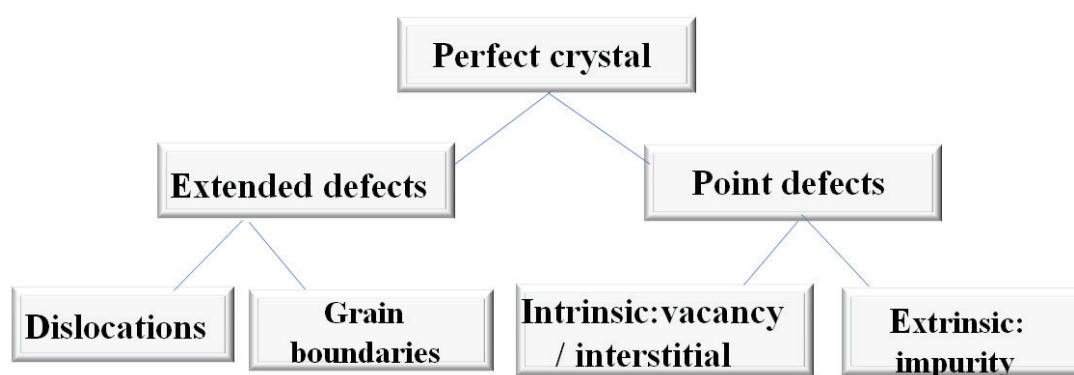 Perfect crystal
Extended defects
Point defects
Dislocations
Grain
boundaries
Intrinsic:vacancy
/ interstitial
Extrinsic:
impurity